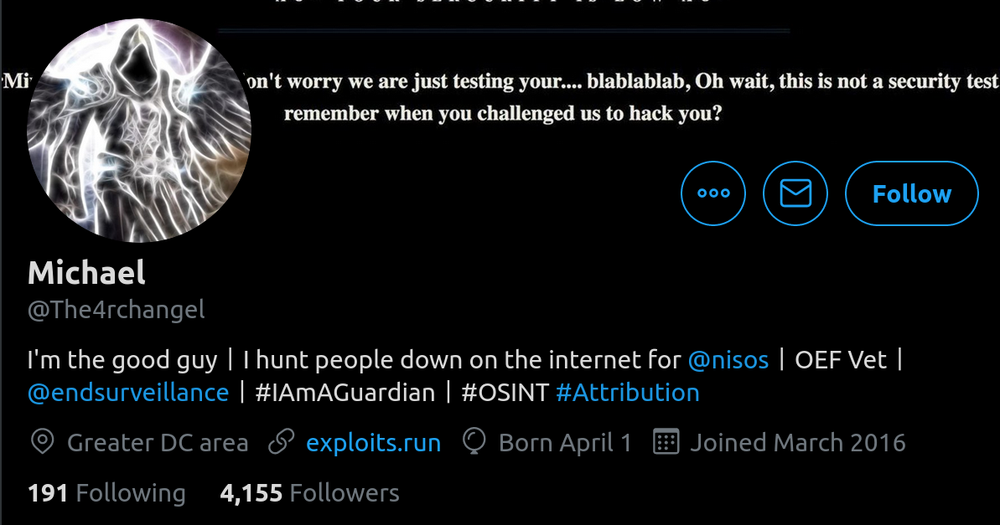 on't worry we are just testing your.... blablablab, Oh wait, this is not a security test
remember when you challenged us to hack you?
Follow
Michael
@The4rchangel
I'm the good guy | I hunt people down on the internet for @nisos | OEF Vet |
@endsurveillance | #IAmAGuardian | #OSINT #Attribution
Greater DC area exploits.run Born April 1 Joined March 2016
191 Following 4,155 Followers